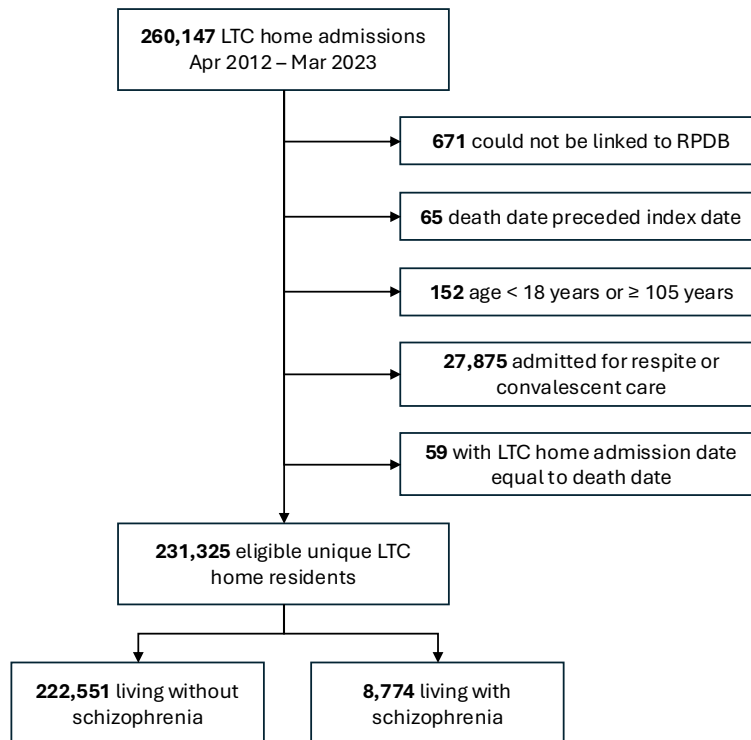 260,147 LTC home admissions
Apr 2012 – Mar 2023
671 could not be linked to RPDB
65 death date preceded index date
152 age < 18 years or ≥ 105 years
27,875 admitted for respite or
convalescent care
59 with LTC home admission date
equal to death date
231,325 eligible unique LTC
home residents
222,551 living without
schizophrenia
8,774 living with
schizophrenia